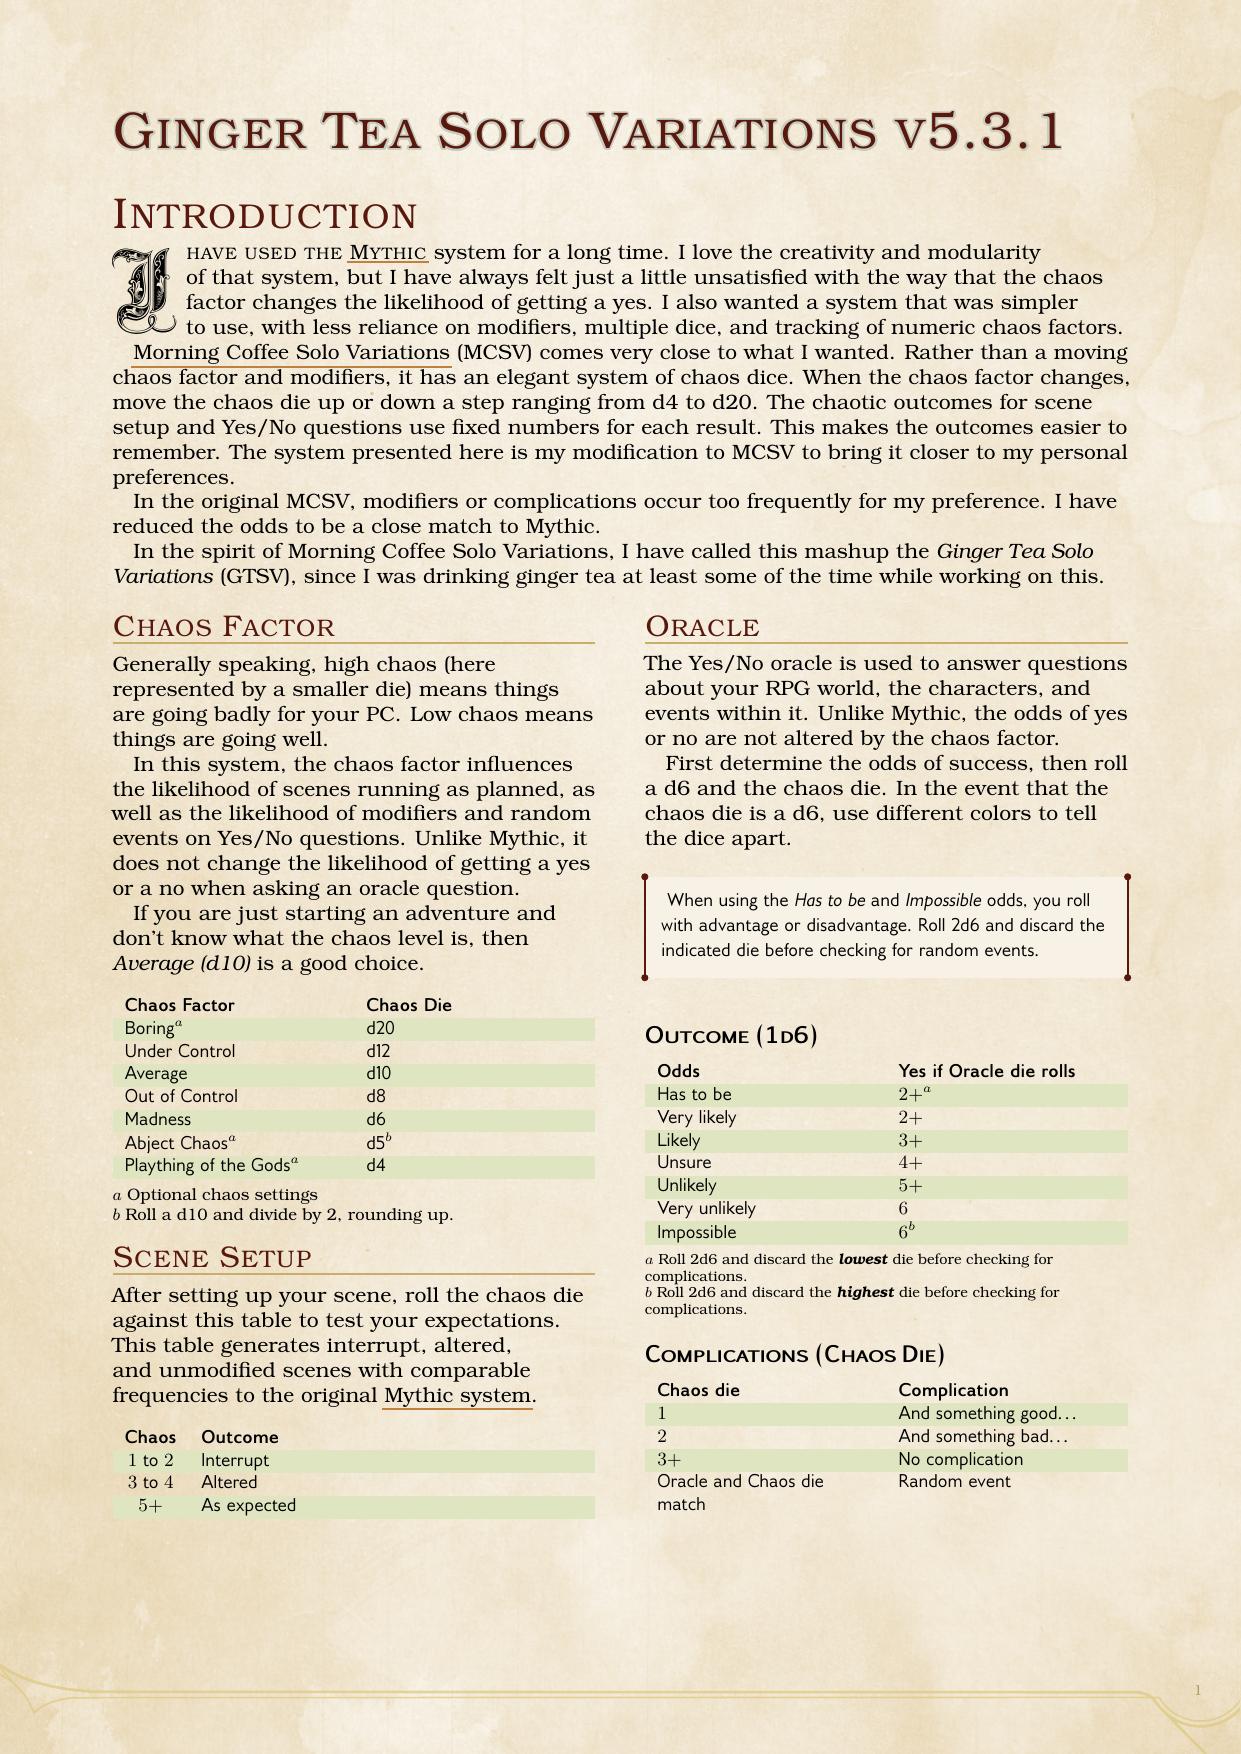 Ginger Tea Solo Variations v5.3.1
Introduction
I have used the Mythic system for a long time. I love the creativity and modularity
of that system, but I have always felt just a little unsatisfied with the way that the chaos
factor changes the likelihood of getting a yes. I also wanted a system that was simpler
to use, with less reliance on modifiers, multiple dice, and tracking of numeric chaos factors.
Morning Coffee Solo Variations (MCSV) comes very close to what I wanted. Rather than a moving
chaos factor and modifiers, it has an elegant system of chaos dice. When the chaos factor changes,
move the chaos die up or down a step ranging from d4 to d20. The chaotic outcomes for scene
setup and Yes/No questions use fixed numbers for each result. This makes the outcomes easier to
remember. The system presented here is my modification to MCSV to bring it closer to my personal
preferences.
In the original MCSV, modifiers or complications occur too frequently for my preference. I have
reduced the odds to be a close match to Mythic.
In the spirit of Morning Coffee Solo Variations, I have called this mashup the Ginger Tea Solo
Variations (GTSV), since I was drinking ginger tea at least some of the time while working on this.
Chaos Factor
Generally speaking, high chaos (here
represented by a smaller die) means things
are going badly for your PC. Low chaos means
things are going well.
In this system, the chaos factor influences
the likelihood of scenes running as planned, as
well as the likelihood of modifiers and random
events on Yes/No questions. Unlike Mythic, it
does not change the likelihood of getting a yes
or a no when asking an oracle question.
If you are just starting an adventure and
don't know what the chaos level is, then
Average (d10) is a good choice.
Chaos Factor Chaos Die
Boring^a d20
Under Control d12
Average d10
Out of Control d8
Madness d6
Abject Chaos^a d5^b
Plaything of the Gods^a d4
a Optional chaos settings
b Roll a d10 and divide by 2, rounding up.
Scene Setup
After setting up your scene, roll the chaos die
against this table to test your expectations.
This table generates interrupt, altered,
and unmodified scenes with comparable
frequencies to the original Mythic system.
Chaos Outcome
1 to 2 Interrupt
3 to 4 Altered
5+ As expected
Oracle
The Yes/No oracle is used to answer questions
about your RPG world, the characters, and
events within it. Unlike Mythic, the odds of yes
or no are not altered by the chaos factor.
First determine the odds of success, then roll
a d6 and the chaos die. In the event that the
chaos die is a d6, use different colors to tell
the dice apart.
When using the Has to be and Impossible odds, you roll
with advantage or disadvantage. Roll 2d6 and discard the
indicated die before checking for random events.
Outcome (1d6)
Odds Yes if Oracle die rolls
Has to be 2+^a
Very likely 2+
Likely 3+
Unsure 4+
Unlikely 5+
Very unlikely 6
Impossible 6^b
a Roll 2d6 and discard the lowest die before checking for
complications.
b Roll 2d6 and discard the highest die before checking for
complications.
Complications (Chaos Die)
Chaos die Complication
1 And something good...
2 And something bad...
3+ No complication
Oracle and Chaos die Random event
match
1